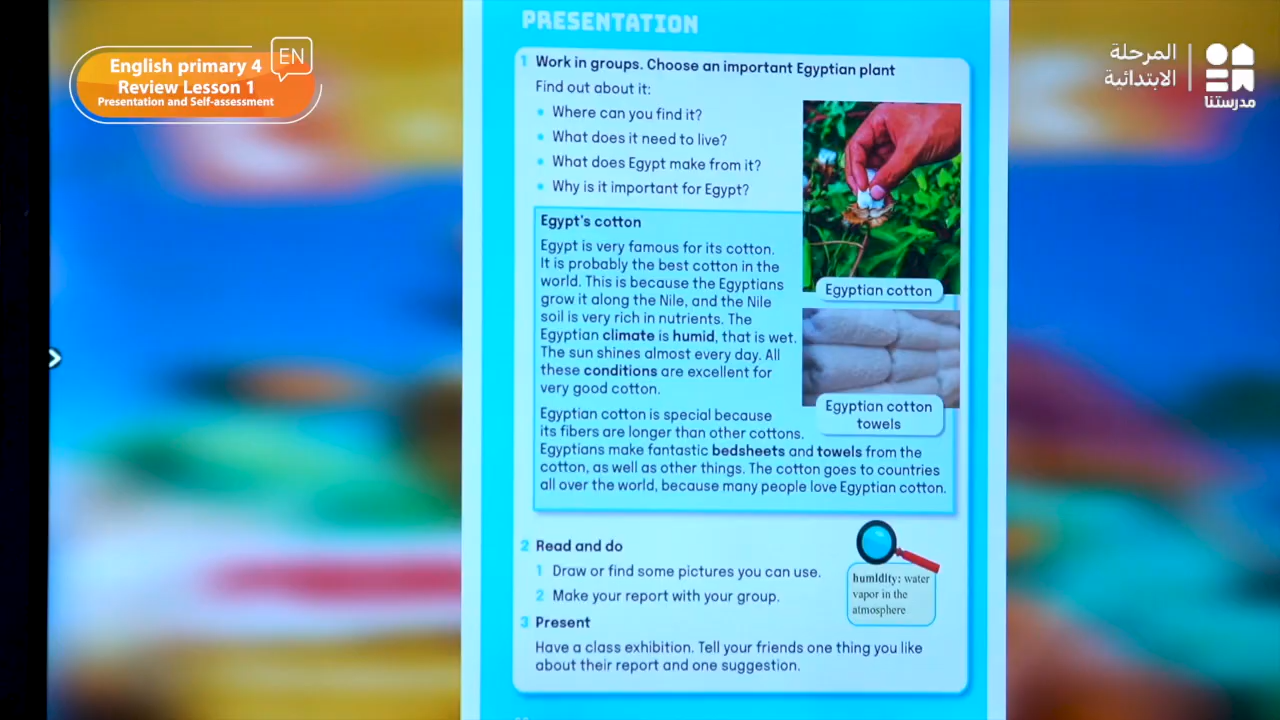 English primary 4
Review Lesson 1
Presentation and Self-assessment
EN
المرحلة
الابتدائية
مدرستنا
PRESENTATION
1 Work in groups. Choose an important Egyptian plant
Find out about it:
• Where can you find it?
• What does it need to live?
• What does Egypt make from it?
• Why is it important for Egypt?
Egypt's cotton
Egypt is very famous for its cotton.
It is probably the best cotton in the
world. This is because the Egyptians
grow it along the Nile, and the Nile
soil is very rich in nutrients. The
Egyptian climate is humid, that is wet.
The sun shines almost every day. All
these conditions are excellent for
very good cotton.
Egyptian cotton is special because
its fibers are longer than other cottons.
Egyptians make fantastic bedsheets and towels from the
cotton, as well as other things. The cotton goes to countries
all over the world, because many people love Egyptian cotton.
Egyptian cotton
Egyptian cotton
towels
2 Read and do
1 Draw or find some pictures you can use.
2 Make your report with your group.
humidity: water
vapor in the
atmosphere
3 Present
Have a class exhibition. Tell your friends one thing you like
about their report and one suggestion.